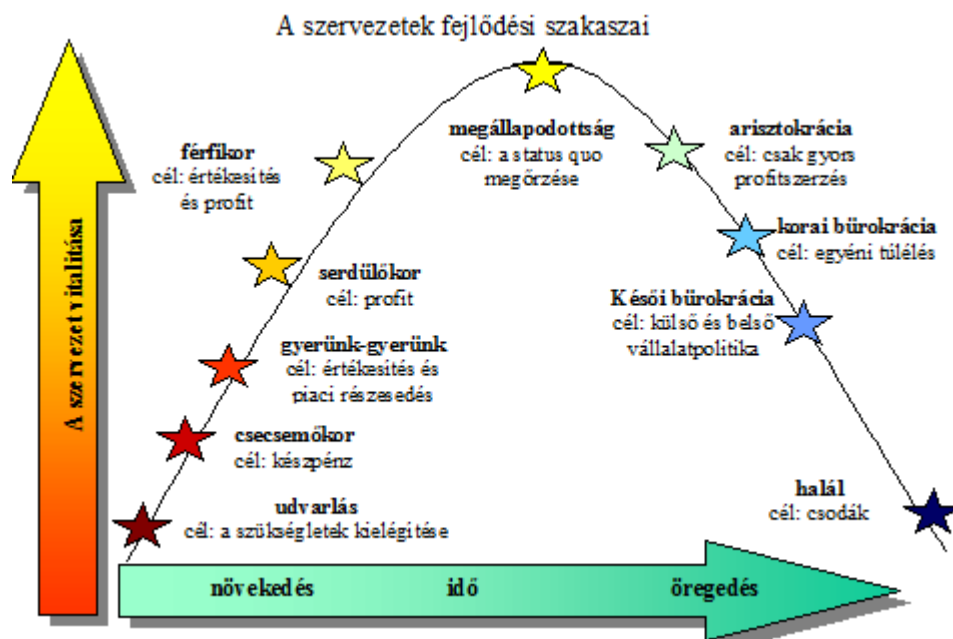 A szervezetek fejlődési szakaszai
A szervezet vitalitása
férfikor
cél: értékesítés
és profit
megállapodottság
cél: a status quo
megőrzése
arisztokrácia
cél: csak gyors
profitszerzés
korai bürokrácia
cél: egyéni túlélés
serdülőkor
cél: profit
Késői bürokrácia
cél: külső és belső
vállalatpolitika
gyerünk-gyerünk
cél: értékesítés és
piaci részesedés
csecsemőkor
cél: készpénz
udvarlás
cél: a szükségletek kielégítése
halál
cél: csodák
növekedés idő öregedés